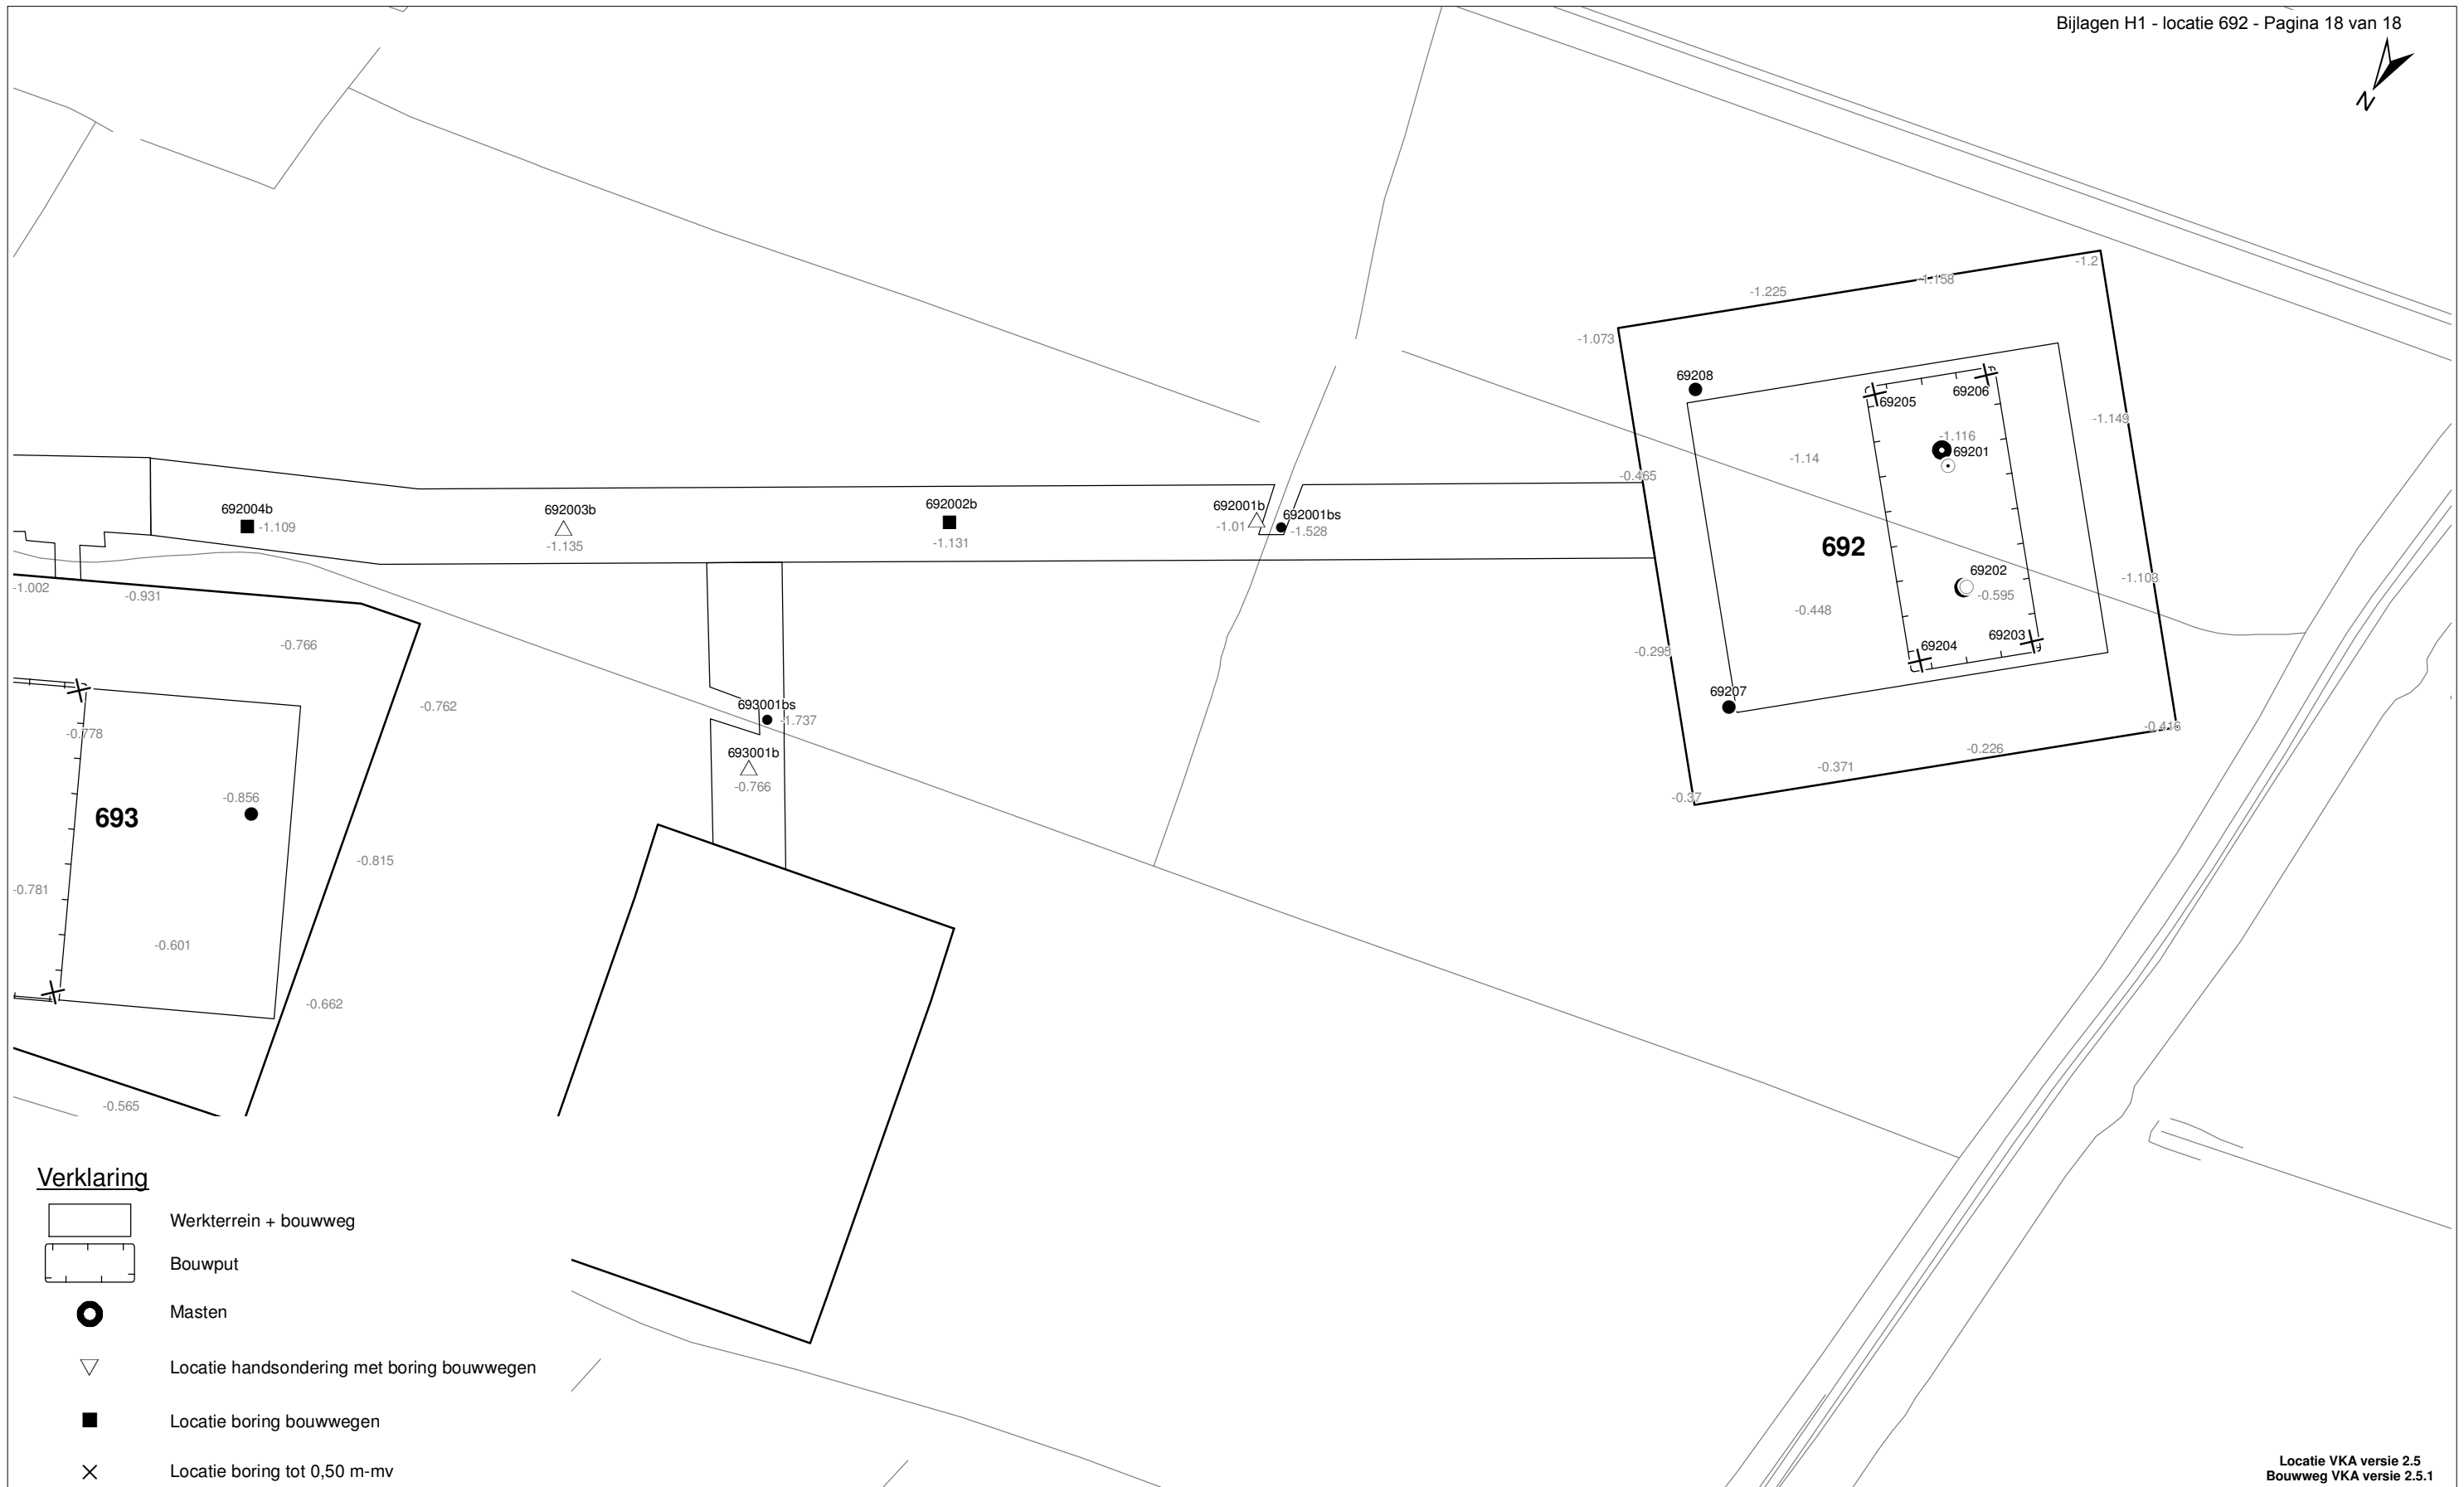 Bijlagen H1 - locatie 692 - Pagina 18 van 18
N
-1.2
-1.158
-1.225
-1.073
69208
69206
69205
-1.149
-1.116
69201
-1.14
-0.465
692004b
-1.109
692003b
-1.135
692002b
-1.131
692001b
-1.01
692001bs
-1.528
692
69202
-0.595
-1.103
-0.448
-1.002
-0.931
-0.766
69203
69204
-0.295
69207
-0.762
693001bs
-1.737
-0.416
-0.778
-0.226
693001b
-0.766
-0.371
-0.37
-0.856
693
-0.815
-0.781
-0.601
-0.662
-0.565
Verklaring
Werkterrein + bouwweg
Bouwput
Masten
Locatie handsondering met boring bouwwegen
Locatie boring bouwwegen
Locatie boring tot 0,50 m-mv
Locatie VKA versie 2.5
Bouwweg VKA versie 2.5.1